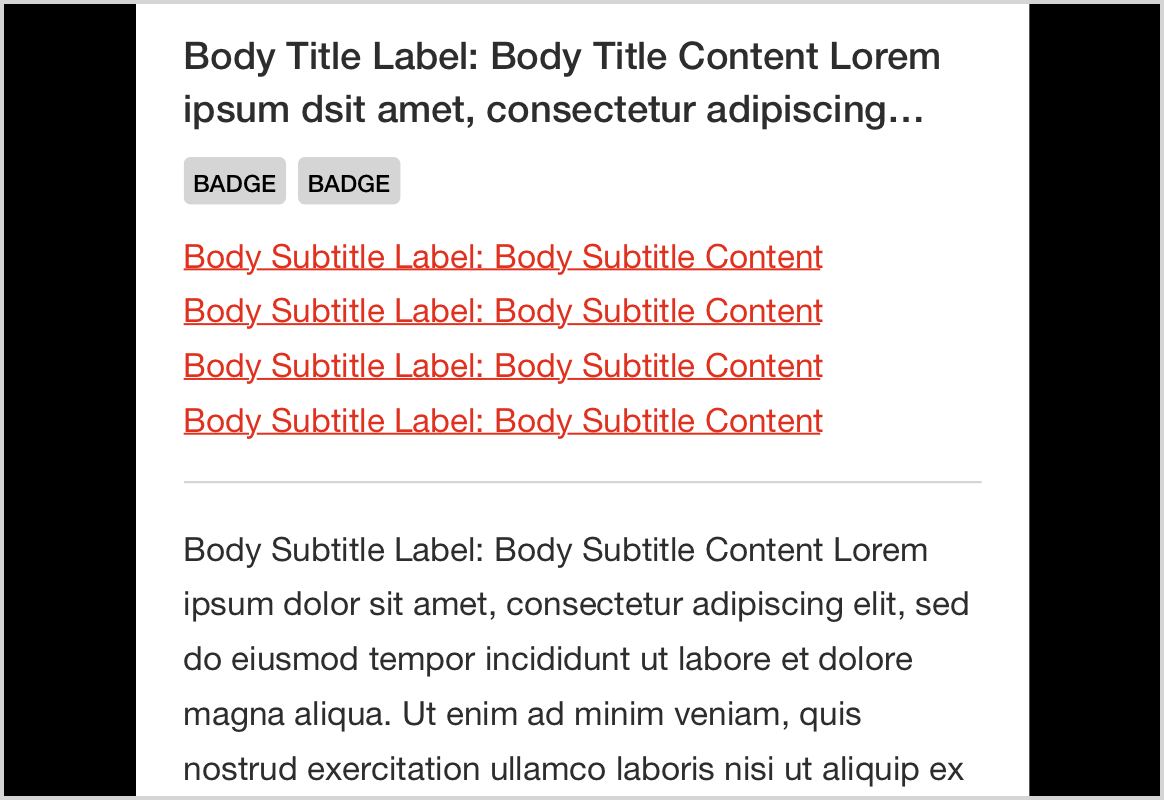 Body Title Label: Body Title Content Lorem
ipsum dsit amet, consectetur adipiscing…
BADGE BADGE
Body Subtitle Label: Body Subtitle Content
Body Subtitle Label: Body Subtitle Content
Body Subtitle Label: Body Subtitle Content
Body Subtitle Label: Body Subtitle Content
Body Subtitle Label: Body Subtitle Content Lorem
ipsum dolor sit amet, consectetur adipiscing elit, sed
do eiusmod tempor incididunt ut labore et dolore
magna aliqua. Ut enim ad minim veniam, quis
nostrud exercitation ullamco laboris nisi ut aliquip ex